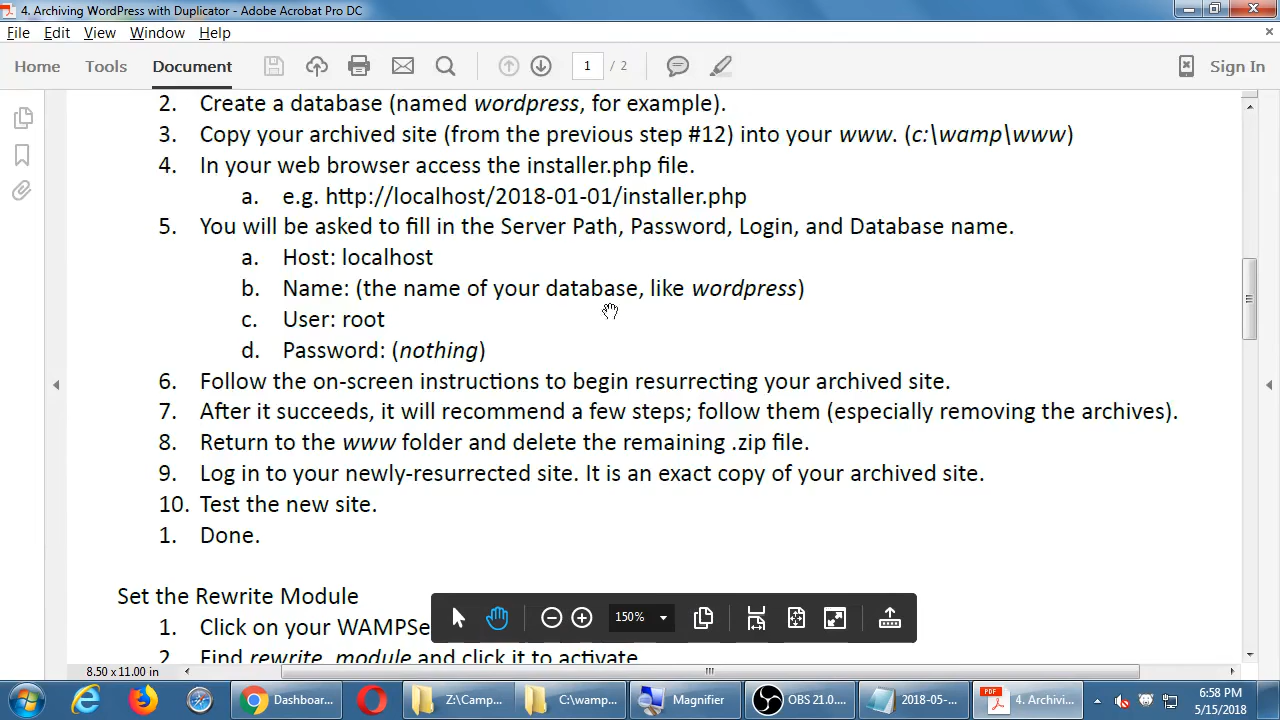 4. Archiving WordPress with Duplicator - Adobe Acrobat Pro DC
File Edit View Window Help
Home Tools Document 1 / 2 Sign In
2. Create a database (named wordpress, for example).
3. Copy your archived site (from the previous step #12) into your www. (c:\wamp\www)
4. In your web browser access the installer.php file.
a. e.g. http://localhost/2018-01-01/installer.php
5. You will be asked to fill in the Server Path, Password, Login, and Database name.
a. Host: localhost
b. Name: (the name of your database, like wordpress)
c. User: root
d. Password: (nothing)
6. Follow the on-screen instructions to begin resurrecting your archived site.
7. After it succeeds, it will recommend a few steps; follow them (especially removing the archives).
8. Return to the www folder and delete the remaining .zip file.
9. Log in to your newly-resurrected site. It is an exact copy of your archived site.
10. Test the new site.
1. Done.
Set the Rewrite Module
1. Click on your WAMPSe
150%
2. Find rewrite_module and click it to activate
8.50 x 11.00 in
Dashboar... Z:\Camp... C:\wamp... Magnifier OBS 21.0.... 2018-05-... PDF 4. Archivi... 6:58 PM
5/15/2018